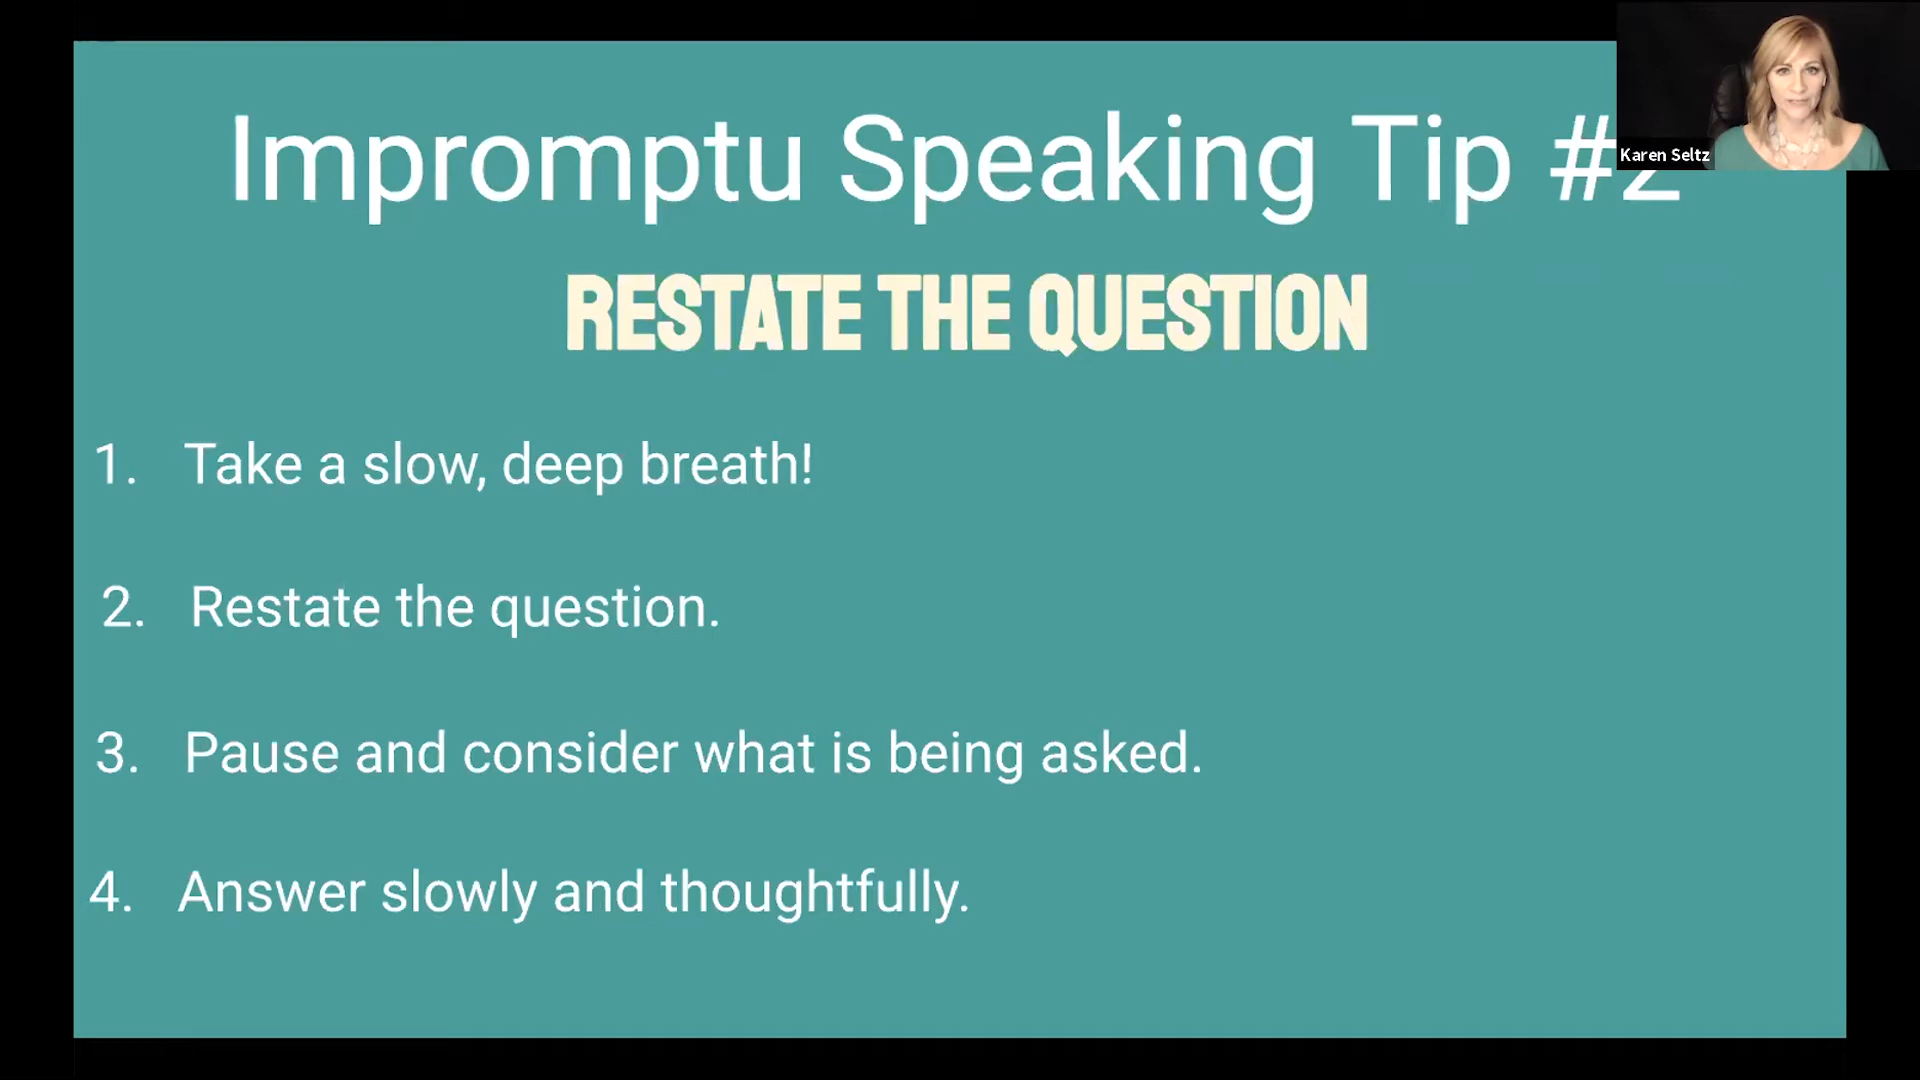 Impromptu Speaking Tip #2
RESTATE THE QUESTION
Karen Seltz
1. Take a slow, deep breath!
2. Restate the question.
3. Pause and consider what is being asked.
4. Answer slowly and thoughtfully.